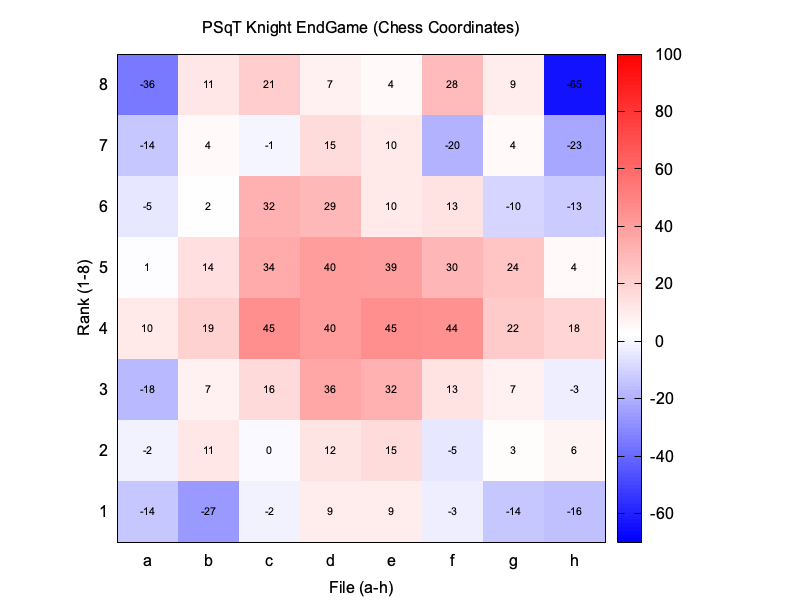 PSqT Knight EndGame (Chess Coordinates)
100
8 -36 11 21 7 4 28 9 -65
80
7 -14 4 -1 15 10 -20 4 -23
60
6 -5 2 32 29 10 13 -10 -13
40
5 1 14 34 40 39 30 24 4
20
Rank (1-8)
4 10 19 45 40 45 44 22 18
0
3 -18 7 16 36 32 13 7 -3
-20
2 -2 11 0 12 15 -5 3 6
-40
1 -14 -27 -2 9 9 -3 -14 -16
-60
a b c d e f g h
File (a-h)